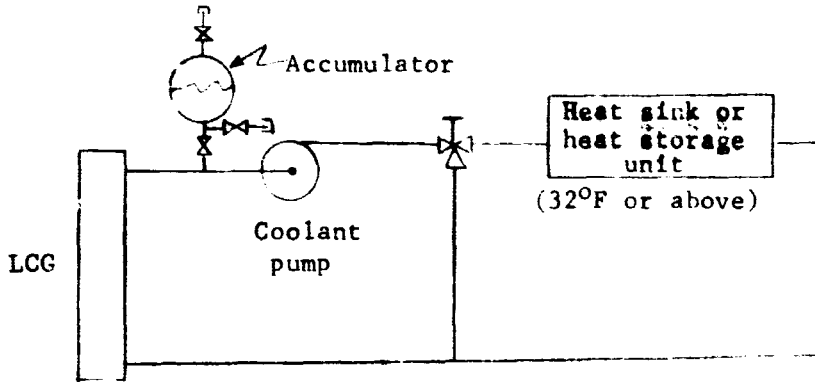 Accumulator
Heat sink or
heat storage
unit
(32°F or above)
Coolant
pump
LCG